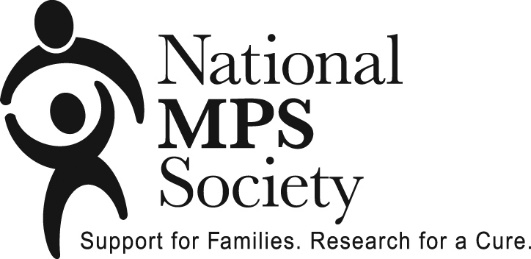 National
MPS
Society
Support for Families. Research for a Cure.